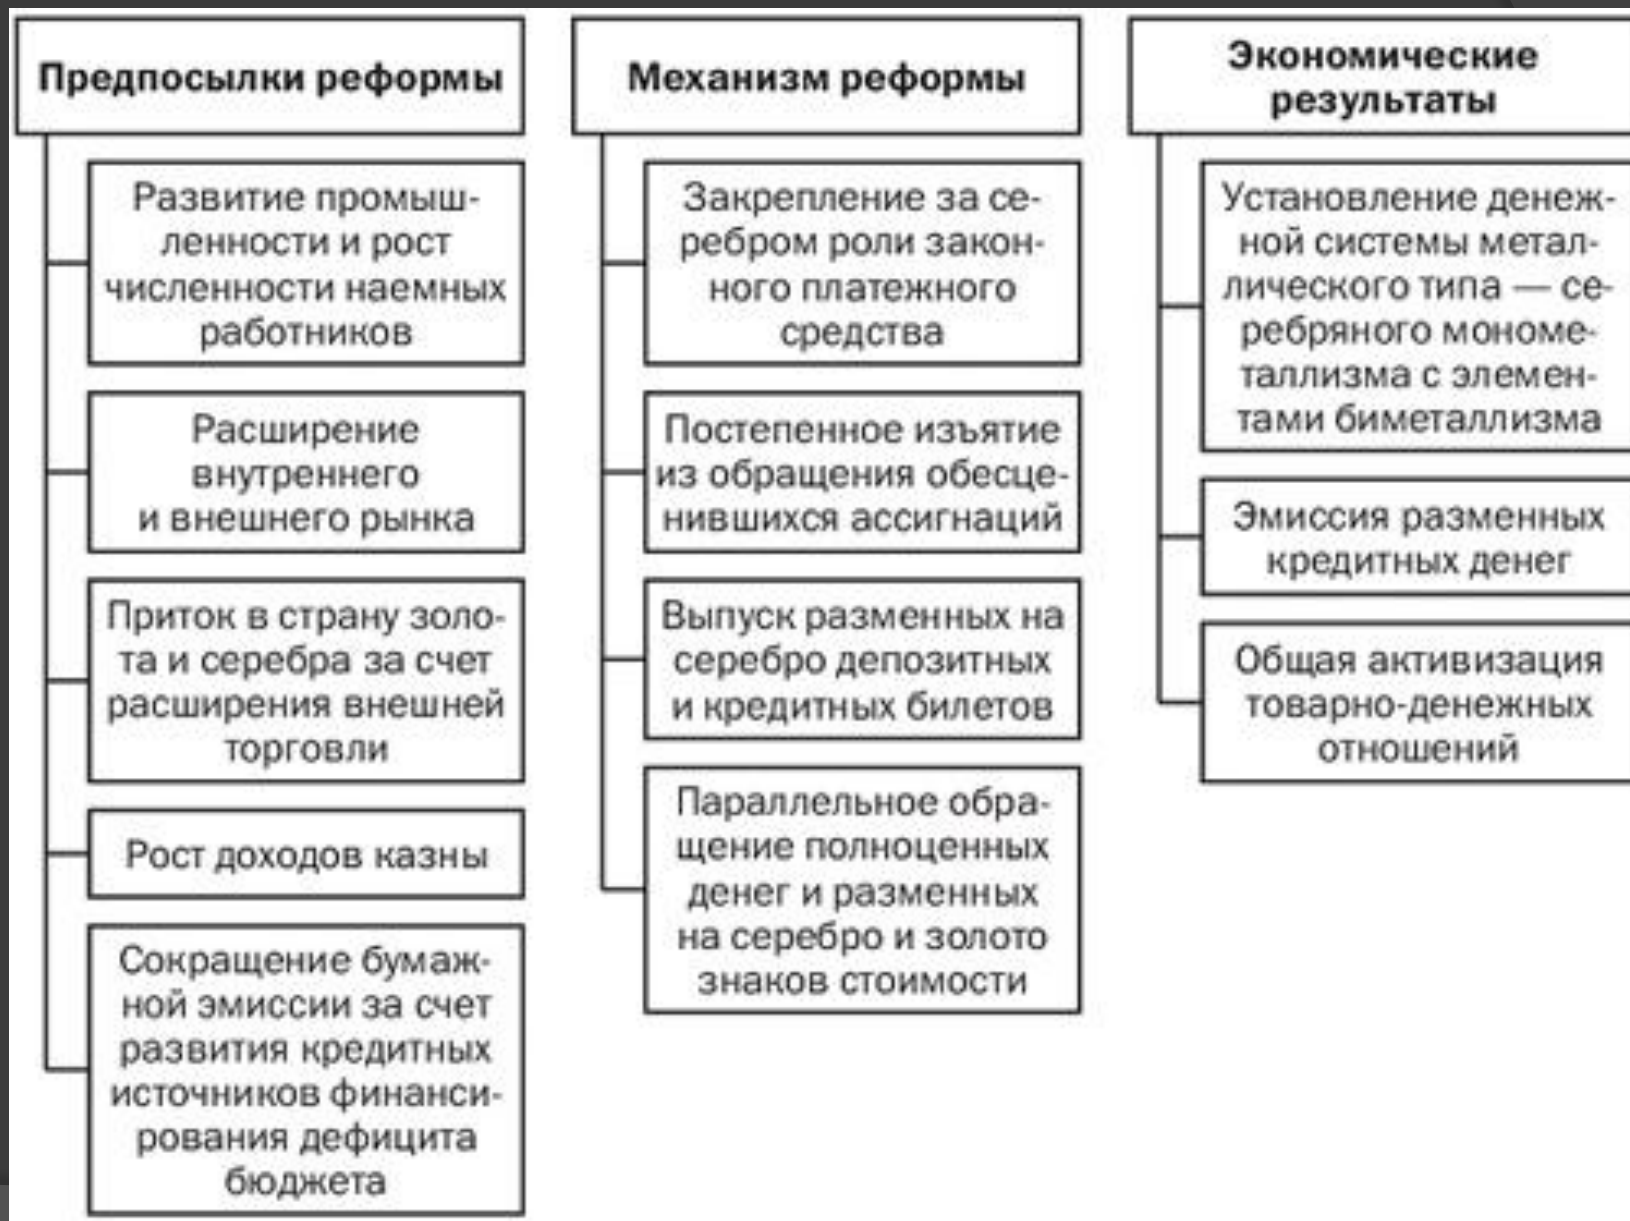 Предпосылки реформы
Развитие промыш-
ленности и рост
численности наемных
работников
Расширение
внутреннего
и внешнего рынка
Приток в страну золо-
та и серебра за счет
расширения внешней
торговли
Рост доходов казны
Сокращение бумаж-
ной эмиссии за счет
развития кредитных
источников финанси-
рования дефицита
бюджета
Механизм реформы
Закрепление за се-
ребром роли закон-
ного платежного
средства
Постепенное изъятие
из обращения обесце-
нившихся ассигнаций
Выпуск разменных на
серебро депозитных
и кредитных билетов
Параллельное обра-
щение полноценных
денег и разменных
на серебро и золото
знаков стоимости
Экономические
результаты
Установление денеж-
ной системы метал-
лического типа — се-
ребряного мономе-
таллизма с элемен-
тами биметаллизма
Эмиссия разменных
кредитных денег
Общая активизация
товарно-денежных
отношений